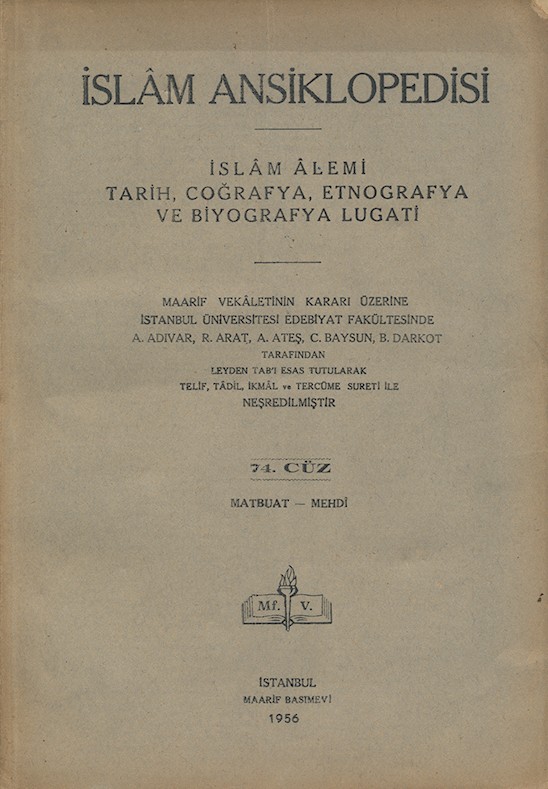 İSLÂM ANSİKLOPEDİSİ
İSLÂM ÂLEMİ
TARİH, COĞRAFYA, ETNOGRAFYA
VE BİYOGRAFYA LUGATİ
MAARİF VEKÂLETİNİN KARARI ÜZERİNE
İSTANBUL ÜNİVERSİTESİ EDEBİYAT FAKÜLTESİNDE
A. ADIVAR, R. ARAT, A. ATEŞ, C. BAYSUN, B. DARKOT
TARAFINDAN
LEYDEN TAB'I ESAS TUTULARAK
TELİF, TÂDİL, İKMÂL ve TERCÜME SURETİ İLE
NEŞREDİLMİŞTİR
74. CÜZ
MATBUAT — MEHDİ
Mf. V.
İSTANBUL
MAARİF BASIMEVİ
1956